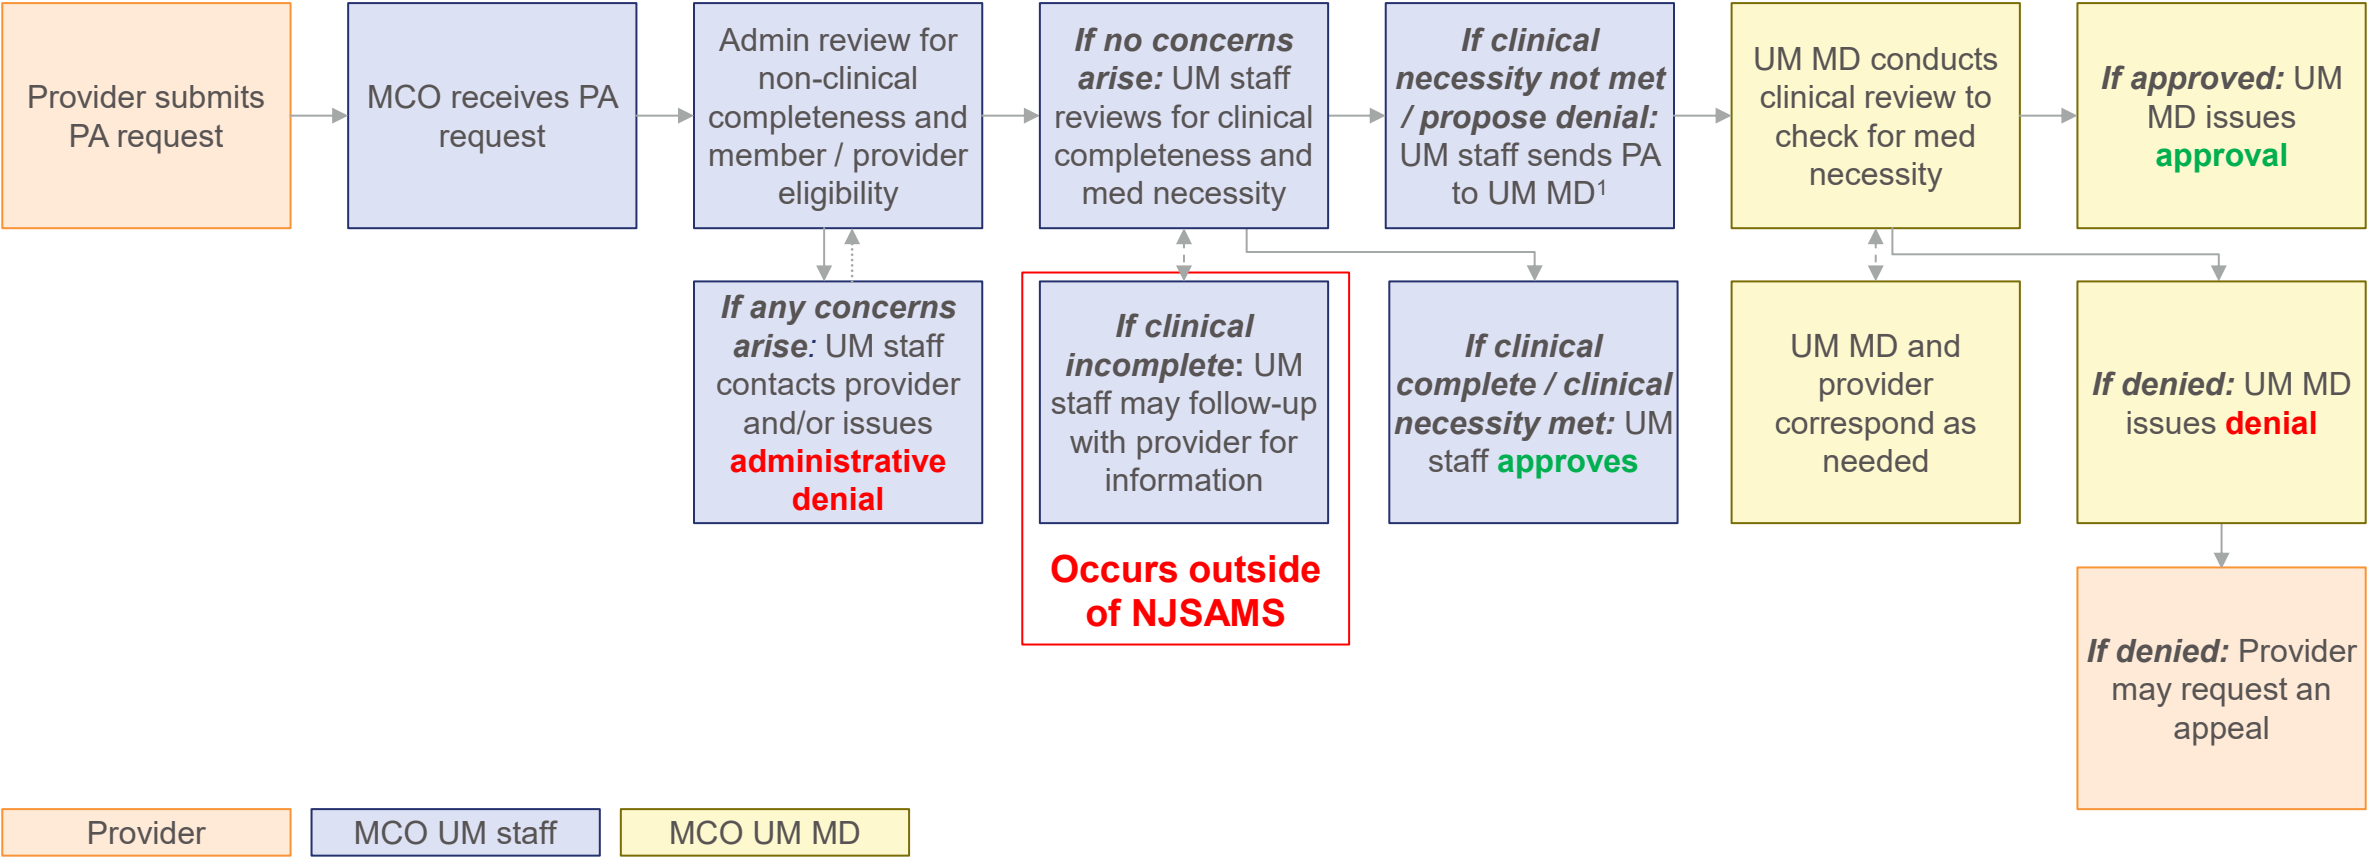 Provider submits
PA request
MCO receives PA
request
Admin review for
non-clinical
completeness and
member / provider
eligibility
If no concerns
arise: UM staff
reviews for clinical
completeness and
med necessity
If clinical
necessity not met
/ propose denial:
UM staff sends PA
to UM MD¹
UM MD conducts
clinical review to
check for med
necessity
If approved: UM
MD issues
approval
If any concerns
arise: UM staff
contacts provider
and/or issues
administrative
denial
If clinical
incomplete: UM
staff may follow-up
with provider for
information
Occurs outside
of NJSAMS
If clinical
complete / clinical
necessity met: UM
staff approves
UM MD and
provider
correspond as
needed
If denied: UM MD
issues denial
If denied: Provider
may request an
appeal
Provider
MCO UM staff
MCO UM MD